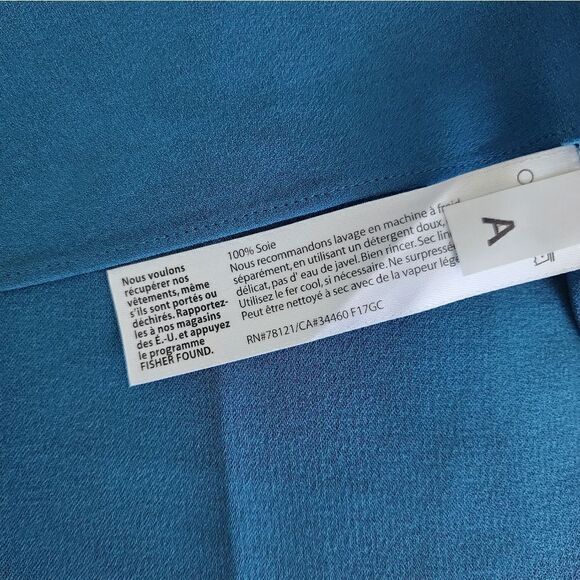 Nous voulons
récupérer nos
vêtements, même
s'ils sont portés ou
déchirés. Rapportez-
les à nos magasins
des É.-U. et appuyez
le programme
FISHER FOUND.
100% Soie
Nous recommandons lavage en machine à froid
séparément, en utilisant un détergent doux,
délicat, pas d' eau de javel. Bien rincer. Sec
Utilisez le fer cool, si nécessaire. Ne
Peut être nettoyé à sec avec de la vapeur
RN#78121/CA#34460 F17GC
A